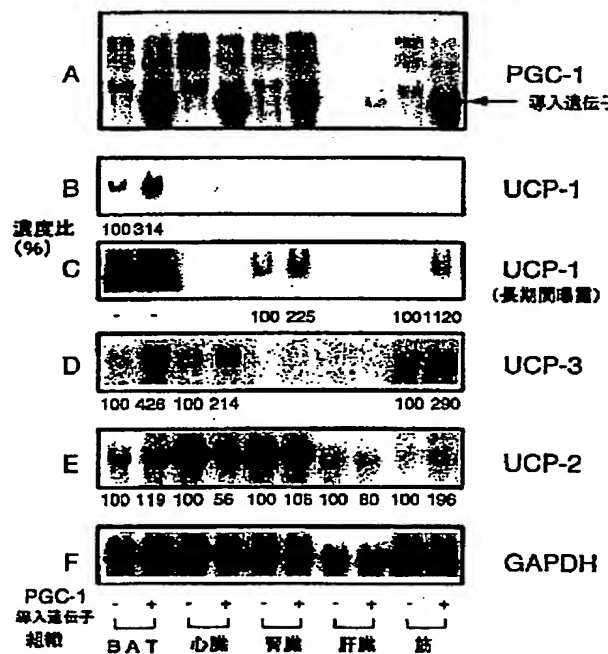 A PGC-1
導入遺伝子
B UCP-1
濃度比
(%)
100 314
C UCP-1
(長期間曝露)
- - 100 225 100 1120
D UCP-3
100 426 100 214 100 290
E UCP-2
100 119 100 56 100 105 100 80 100 196
F GAPDH
PGC-1
導入遺伝子
- + - + - + - + - +
組織 BAT 心臓 腎臓 肝臓 筋